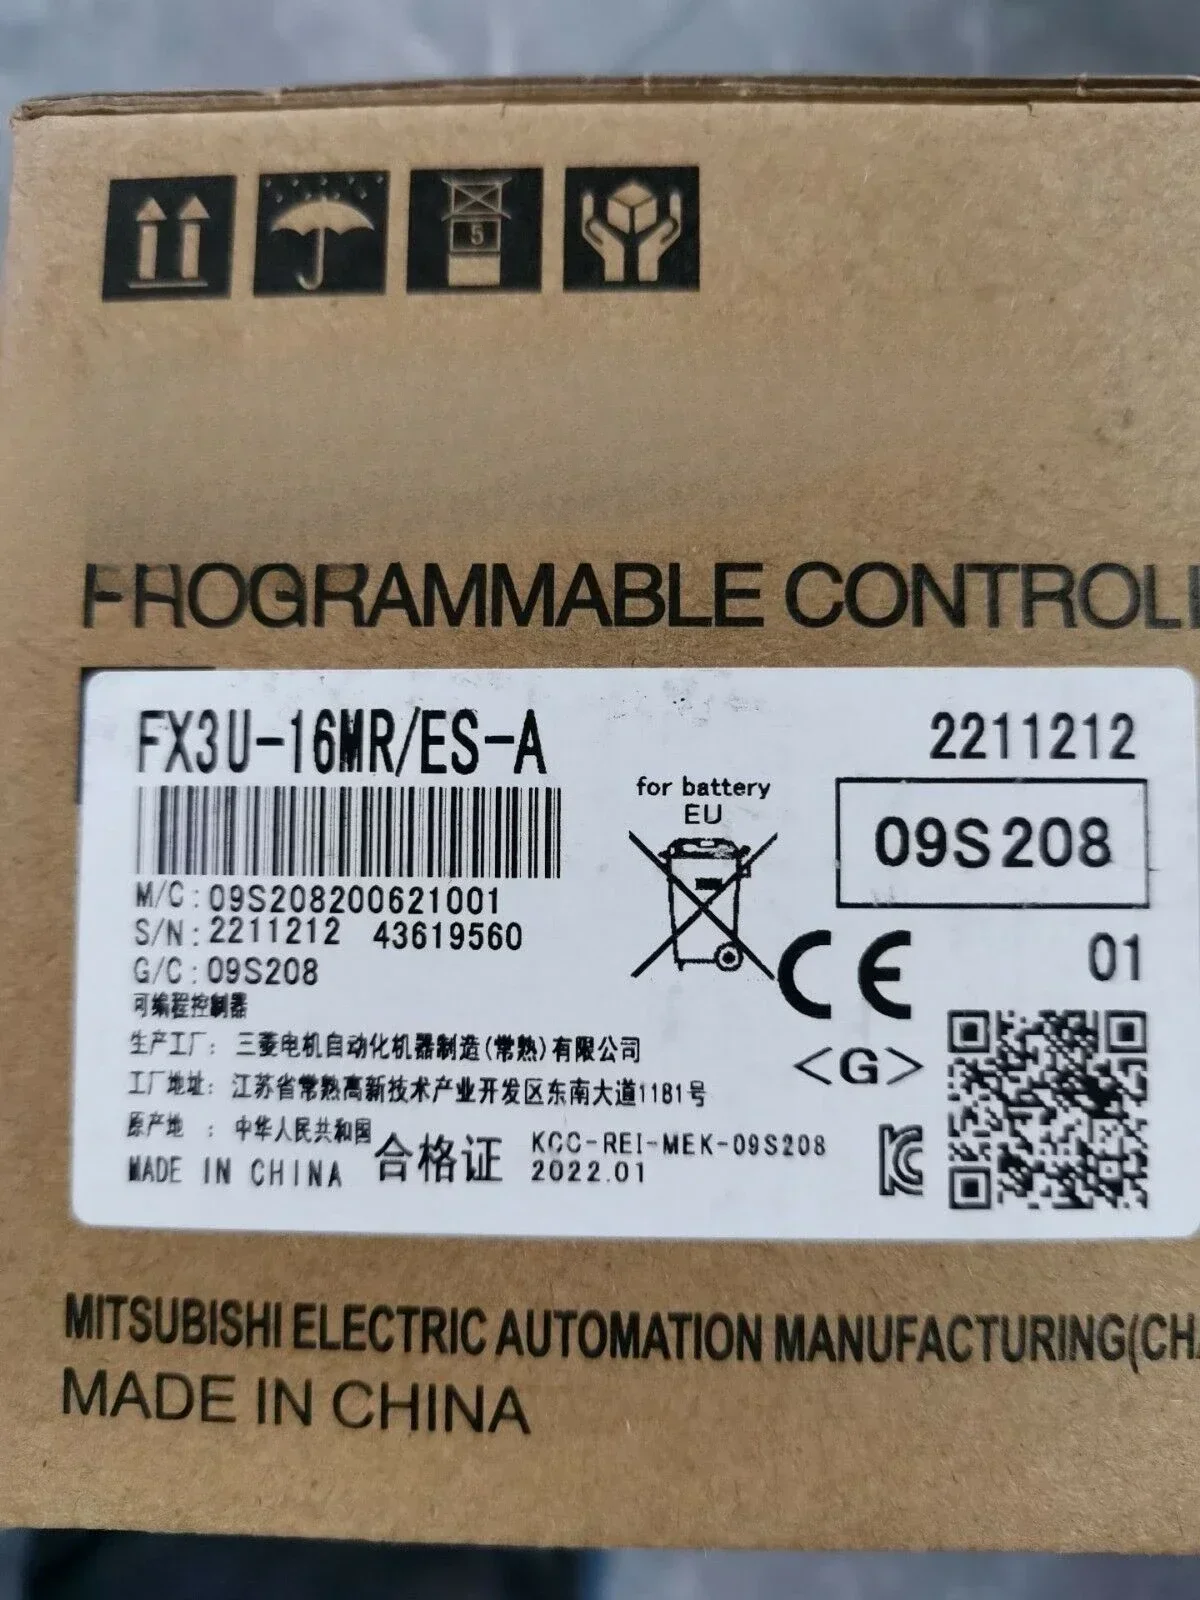 5
PROGRAMMABLE CONTROLL
FX3U-16MR/ES-A
2211212
for battery
EU
09S208
M/C:09S208200621001
S/N:2211212 43619560
G/C:09S208
01
可编程控制器
生产工厂: 三菱电机自动化机器制造(常熟)有限公司
<G>
工厂地址: 江苏省常熟高新技术产业开发区东南大道1181号
原产地 : 中华人民共和国
MADE IN CHINA
合格证
KCC-REI-MEK-09S208
2022.01
MITSUBISHI ELECTRIC AUTOMATION MANUFACTURING(CHA
MADE IN CHINA